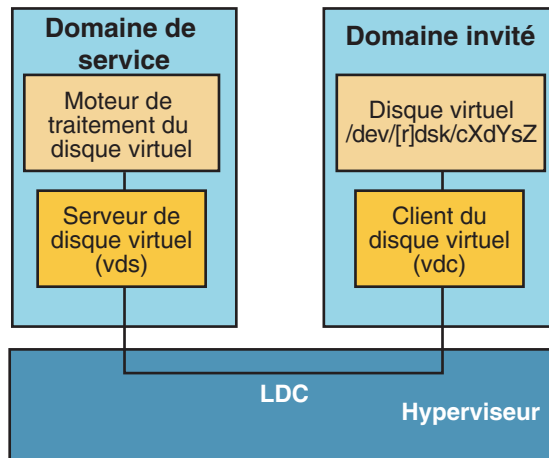 Domaine de
service
Moteur de
traitement du
disque virtuel
Serveur de
disque virtuel
(vds)
Domaine invité
Disque virtuel
/dev/[r]dsk/cXdYsZ
Client du
disque virtuel
(vdc)
LDC
Hyperviseur